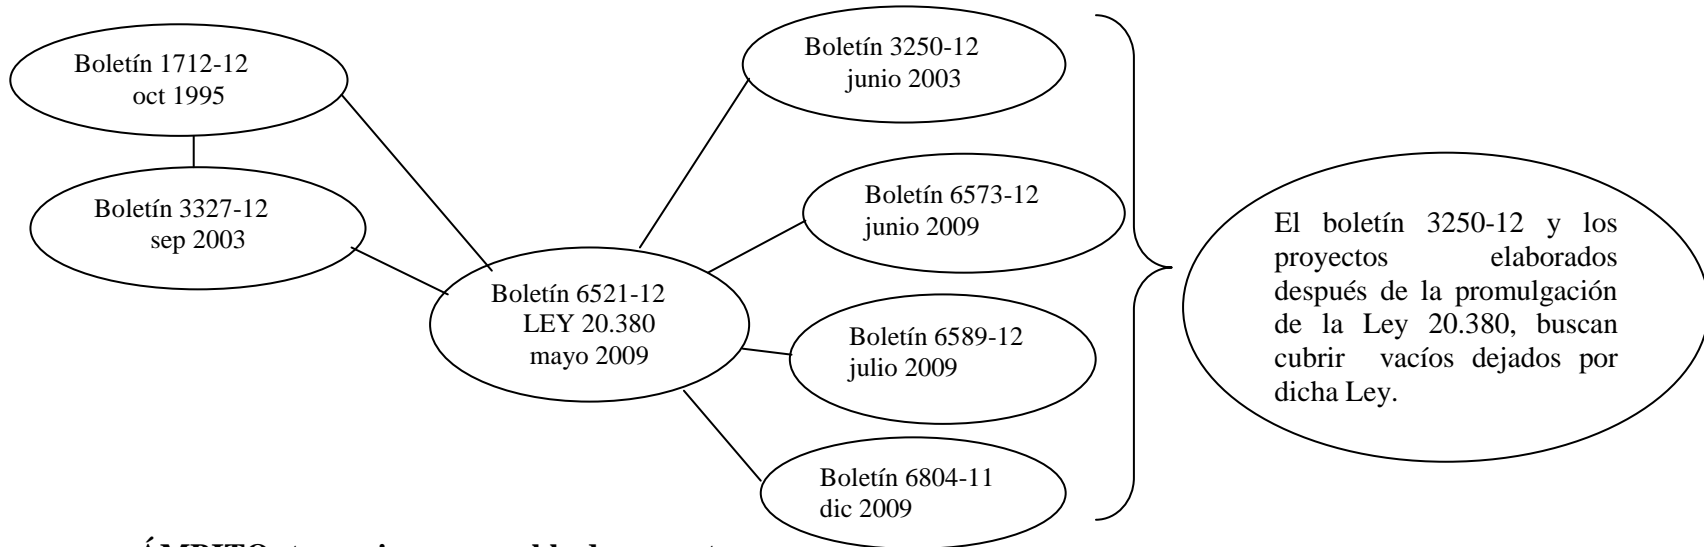 Boletín 1712-12
oct 1995
Boletín 3327-12
sep 2003
Boletín 6521-12
LEY 20.380
mayo 2009
Boletín 3250-12
junio 2003
Boletín 6573-12
junio 2009
Boletín 6589-12
julio 2009
Boletín 6804-11
dic 2009
El boletín 3250-12 y los
proyectos elaborados
después de la promulgación
de la Ley 20.380, buscan
cubrir vacíos dejados por
dicha Ley.
ÁMBITO